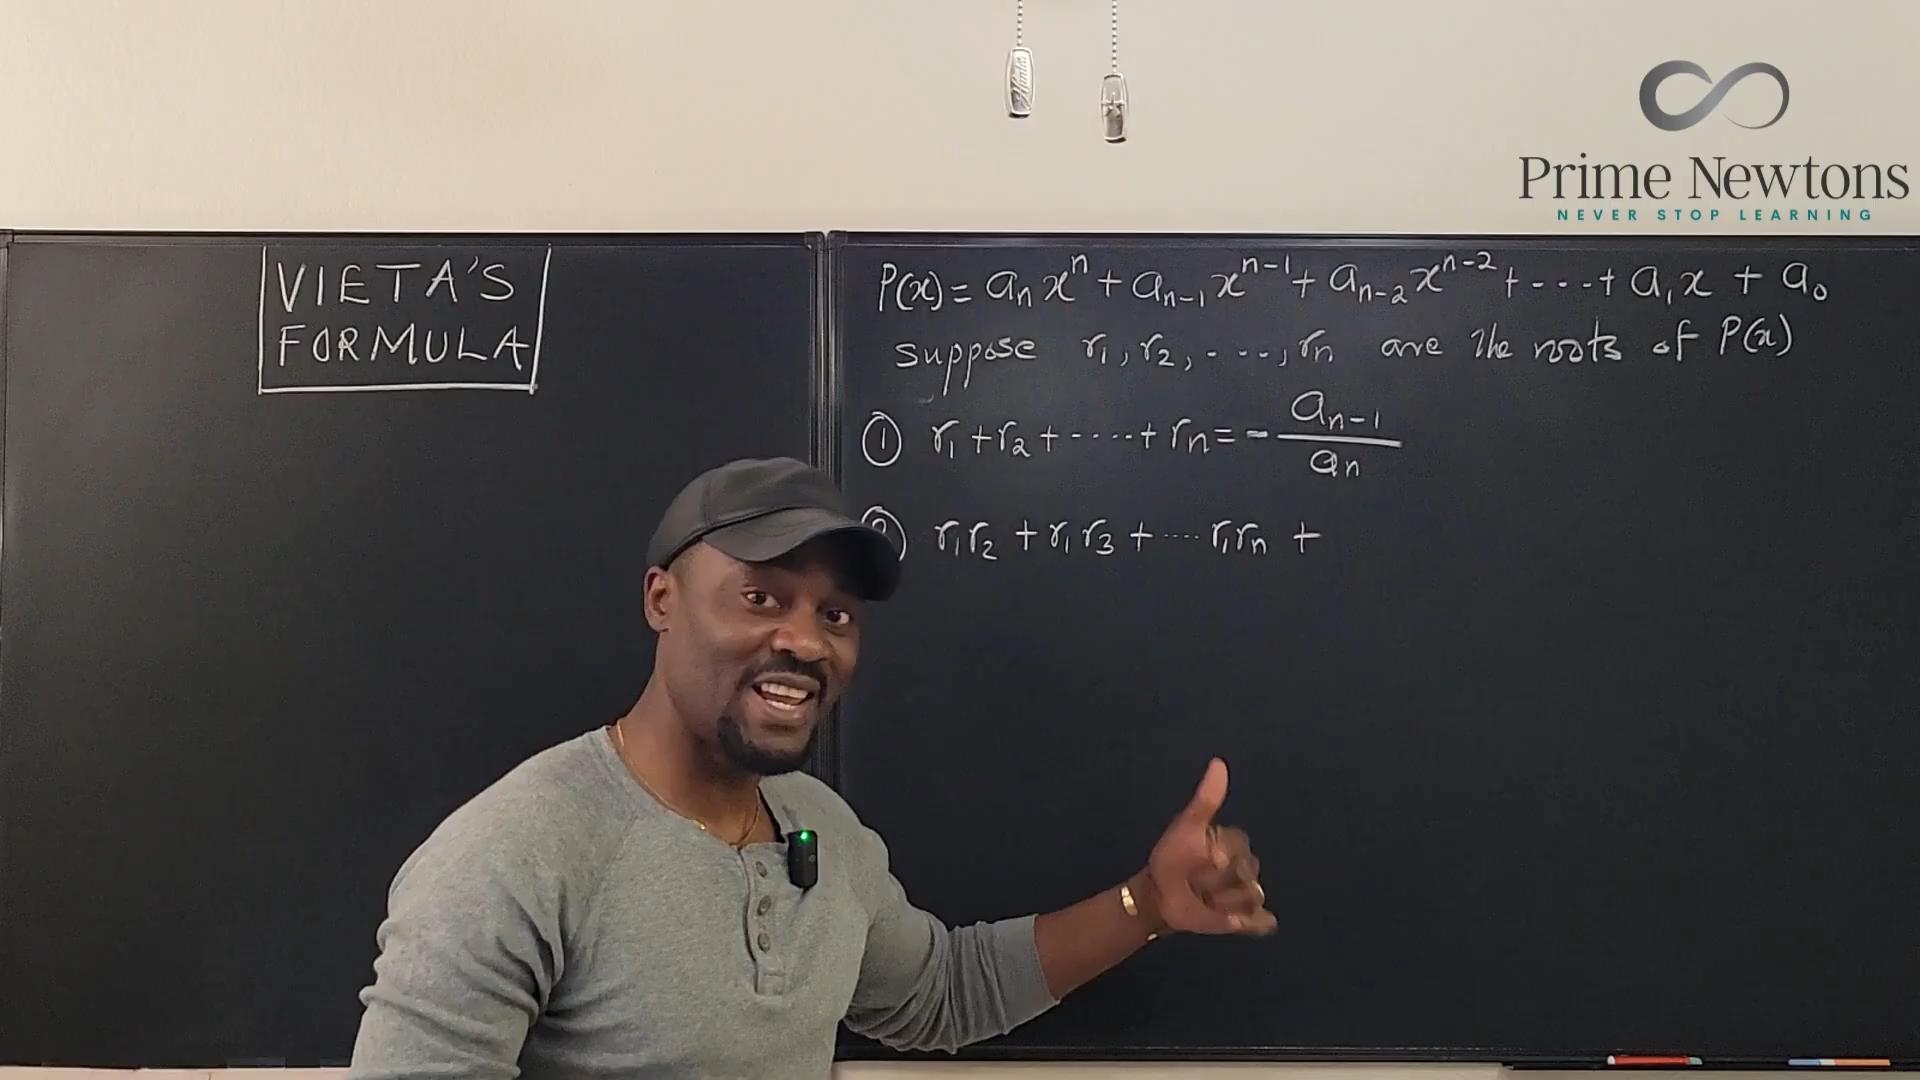 Prime Newtons
NEVER STOP LEARNING
VIETA'S
FORMULA
P(x) = aₙxⁿ + aₙ₋₁xⁿ⁻¹ + aₙ₋₂xⁿ⁻² + ---+ a₁x + a₀
suppose r₁, r₂, - ..., rₙ are the roots of P(x)
① r₁ + r₂ + ----+ rₙ = - aₙ₋₁ / aₙ
② r₁r₂ + r₁r₃ + .... r₁rₙ +